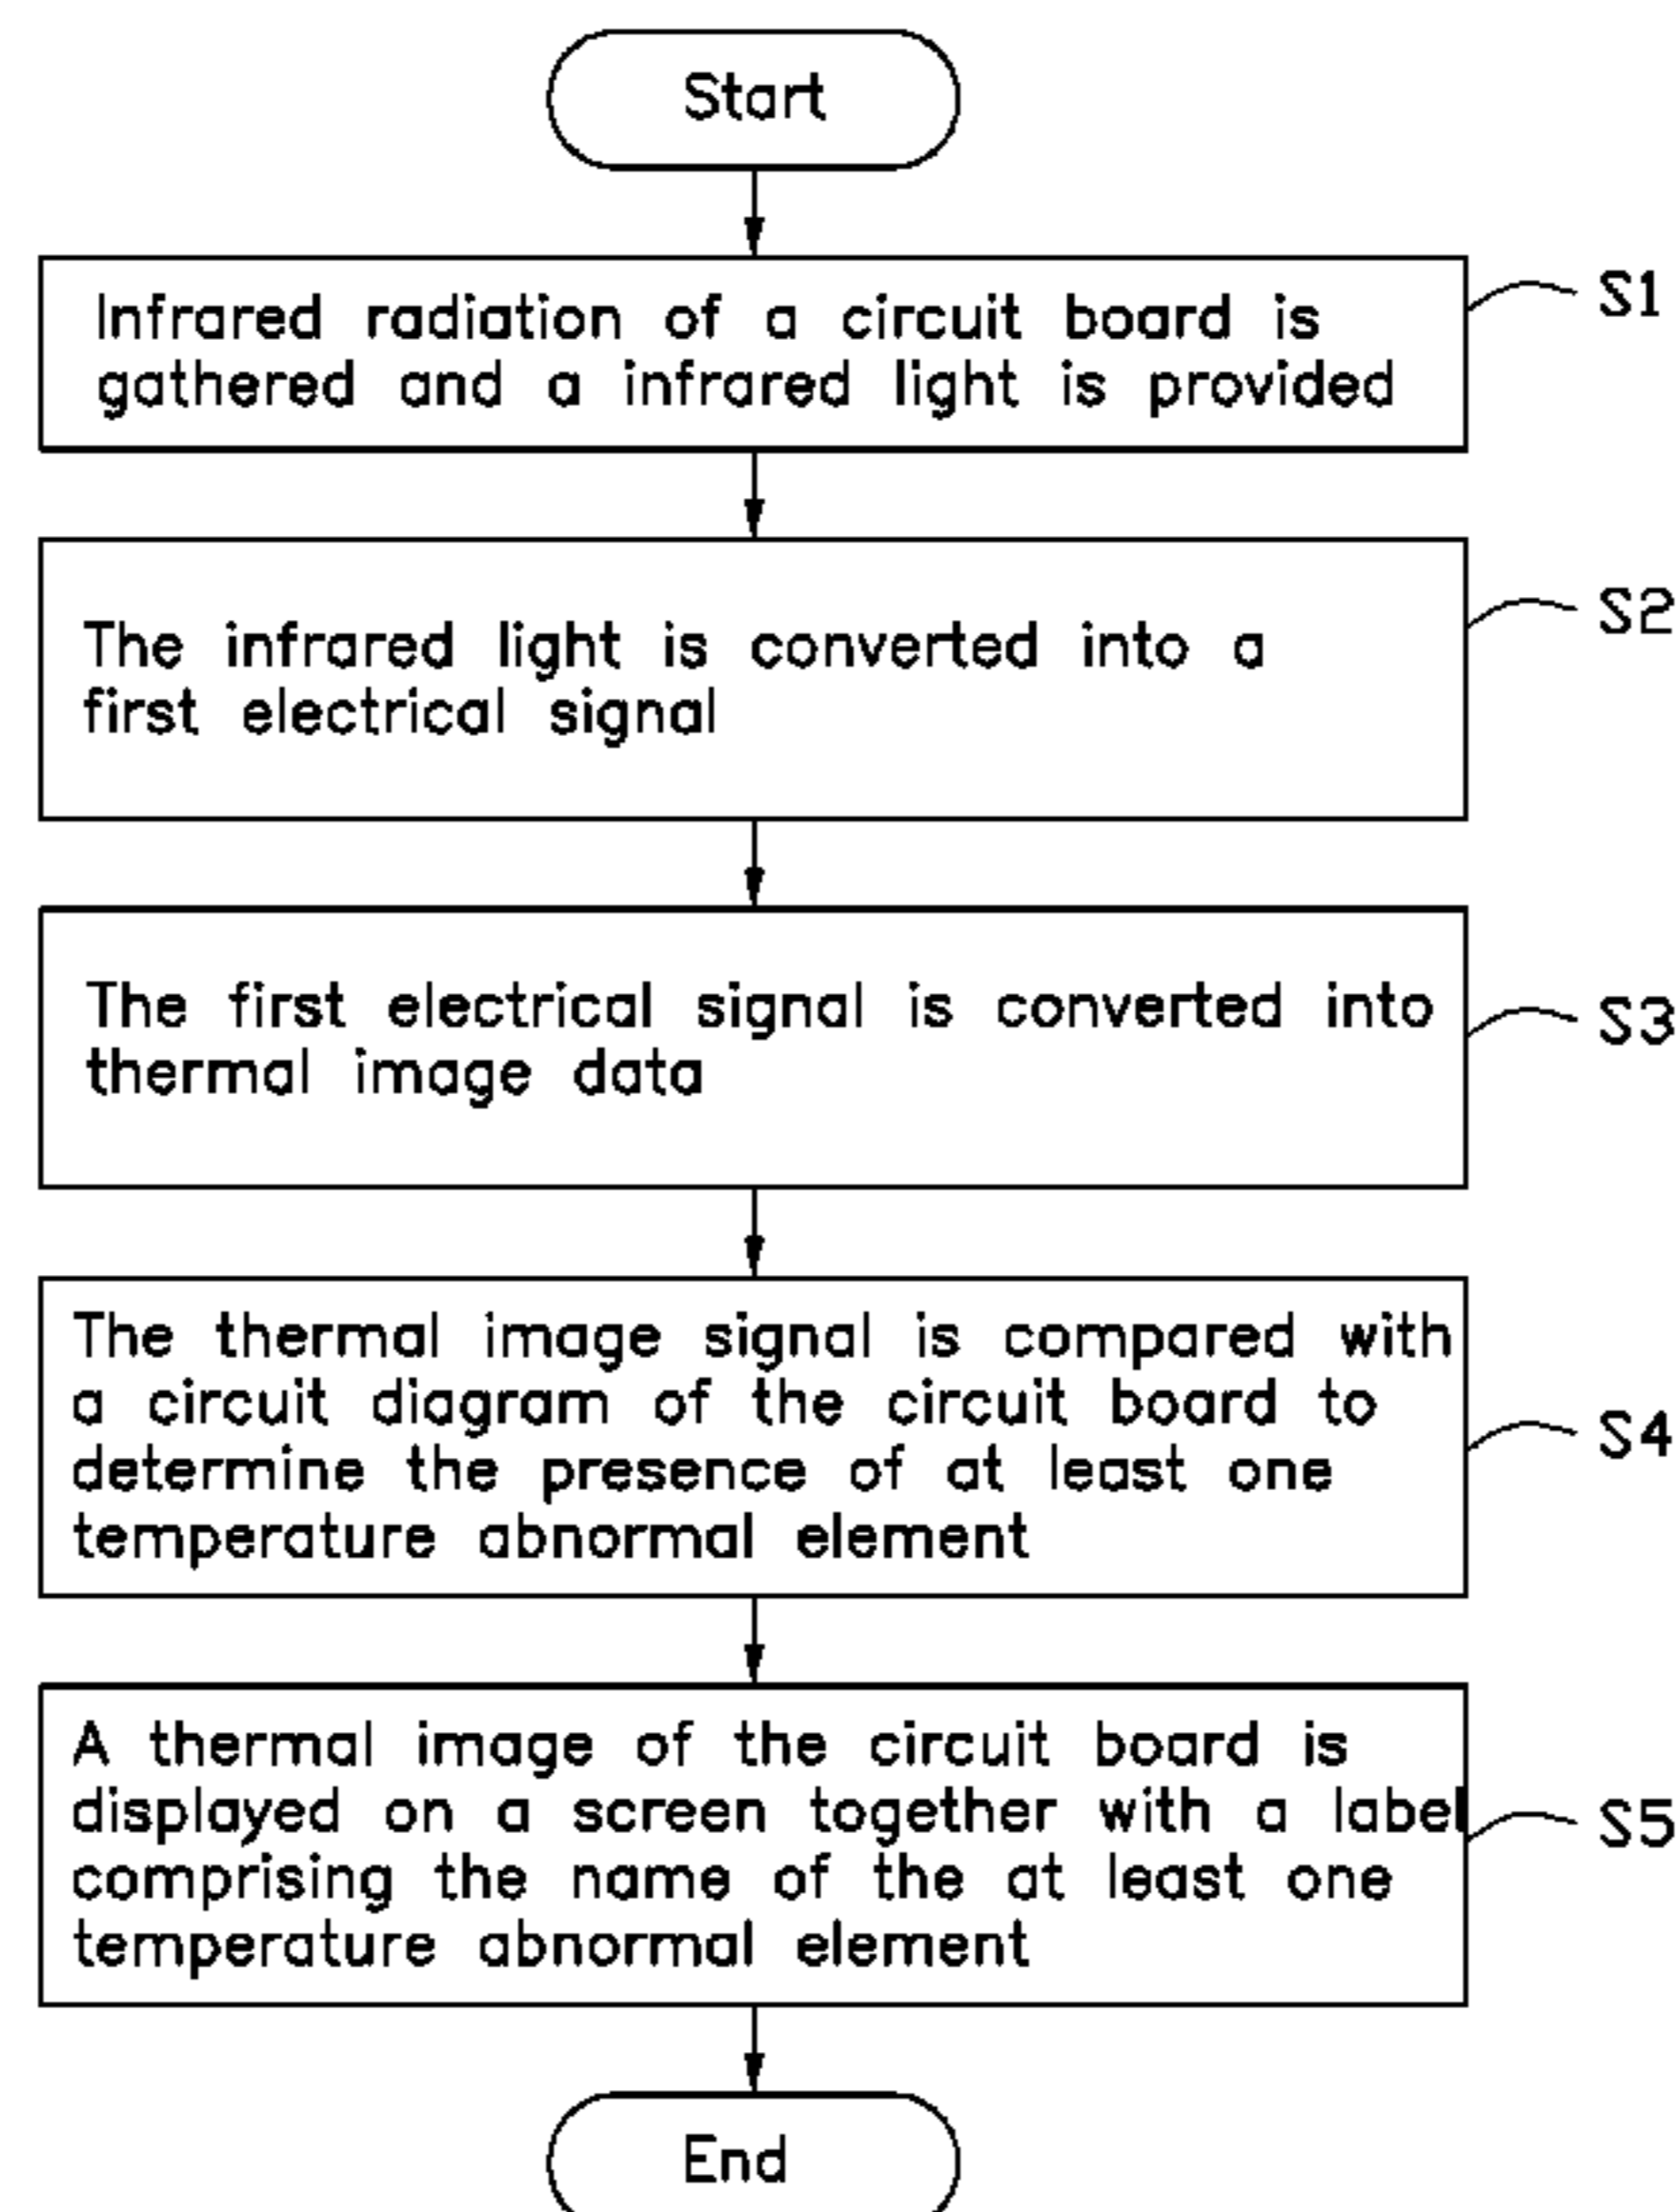 Start
Infrared radiation of a circuit board is
gathered and a infrared light is provided
S1
The infrared light is converted into a
first electrical signal
S2
The first electrical signal is converted into
thermal image data
S3
The thermal image signal is compared with
a circuit diagram of the circuit board to
determine the presence of at least one
temperature abnormal element
S4
A thermal image of the circuit board is
displayed on a screen together with a label
comprising the name of the at least one
temperature abnormal element
S5
End